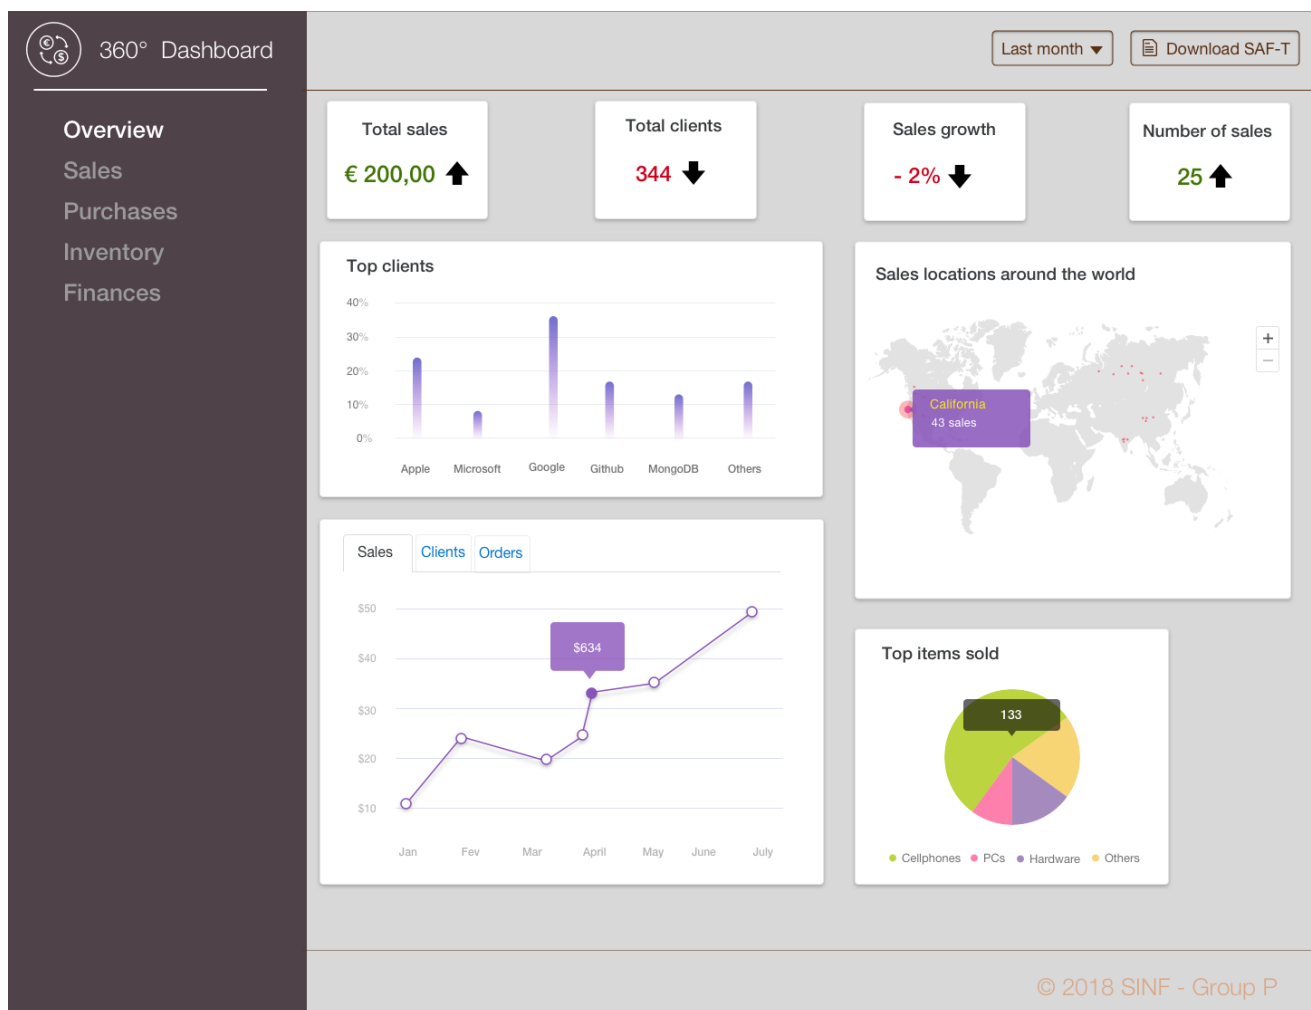 360° Dashboard
Last month
Download SAF-T
Overview
Sales
Purchases
Inventory
Finances
Total sales
€ 200,00
Total clients
344
Sales growth
- 2%
Number of sales
25
Top clients
40%
30%
20%
10%
0%
Apple Microsoft Google Github MongoDB Others
Sales locations around the world
+
−
California
43 sales
Sales Clients Orders
$50
$40
$30
$20
$10
$634
Jan Fev Mar April May June July
Top items sold
133
Cellphones PCs Hardware Others
© 2018 SINF - Group P